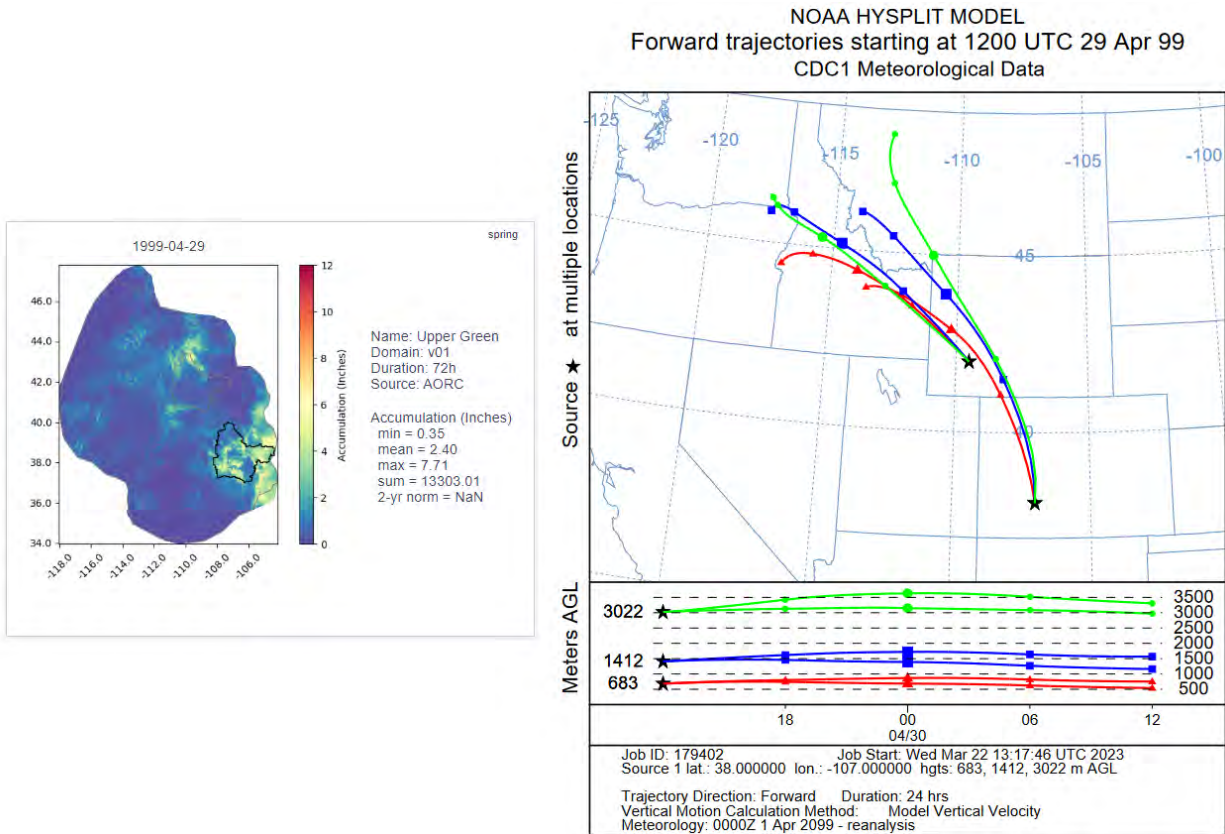 spring
1999-04-29
46.0
44.0
42.0
40.0
38.0
36.0
34.0
-118.0
-116.0
-114.0
-112.0
-110.0
-108.0
-106.0
12
10
8
6
4
2
0
Accumulation (Inches)
Name: Upper Green
Domain: v01
Duration: 72h
Source: AORC
Accumulation (Inches)
min = 0.35
mean = 2.40
max = 7.71
sum = 13303.01
2-yr norm = NaN
NOAA HYSPLIT MODEL
Forward trajectories starting at 1200 UTC 29 Apr 99
CDC1 Meteorological Data
Source ★ at multiple locations
-125
-120
-115
-110
-105
-100
45
Meters AGL
3022
1412
683
3500
3000
2500
2000
1500
1000
500
18 00 06 12
04/30
Job ID: 179402 Job Start: Wed Mar 22 13:17:46 UTC 2023
Source 1 lat.: 38.000000 lon.: -107.000000 hgts: 683, 1412, 3022 m AGL
Trajectory Direction: Forward Duration: 24 hrs
Vertical Motion Calculation Method: Model Vertical Velocity
Meteorology: 0000Z 1 Apr 2099 - reanalysis